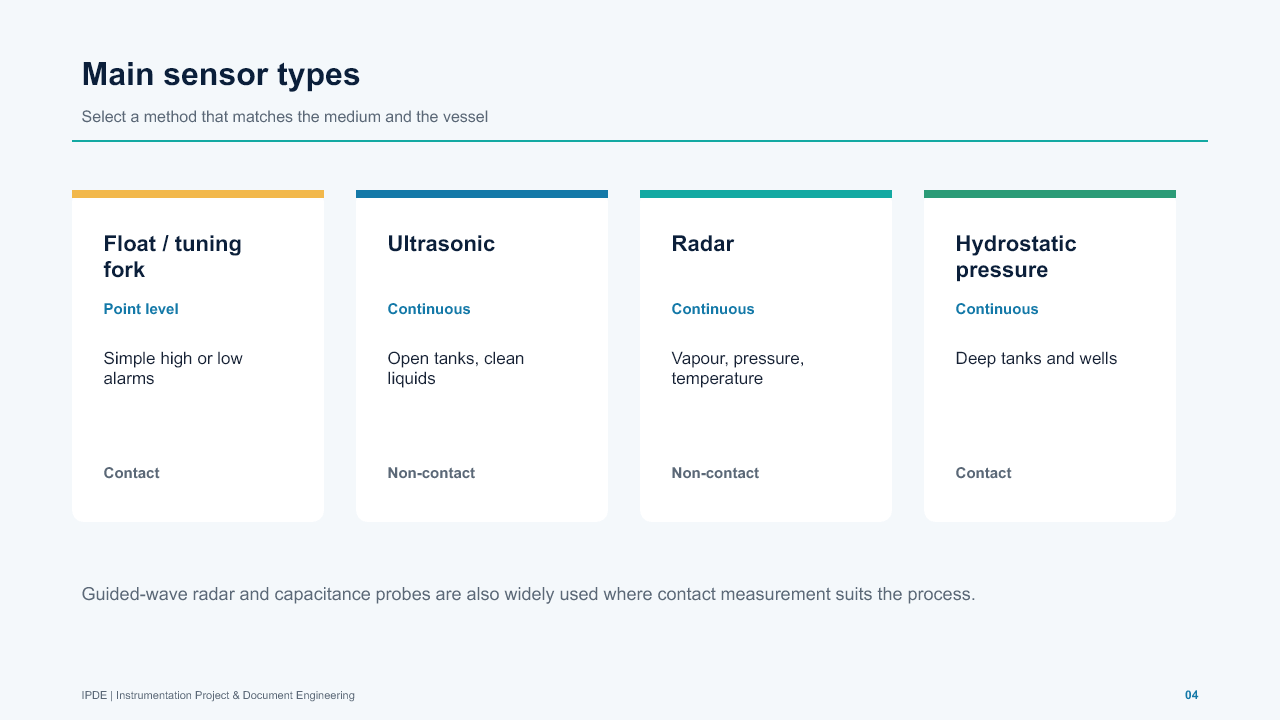 Main sensor types
Select a method that matches the medium and the vessel
Float / tuning
fork
Point level
Simple high or low
alarms
Contact
Ultrasonic
Continuous
Open tanks, clean
liquids
Non-contact
Radar
Continuous
Vapour, pressure,
temperature
Non-contact
Hydrostatic
pressure
Continuous
Deep tanks and wells
Contact
Guided-wave radar and capacitance probes are also widely used where contact measurement suits the process.
IPDE | Instrumentation Project & Document Engineering
04